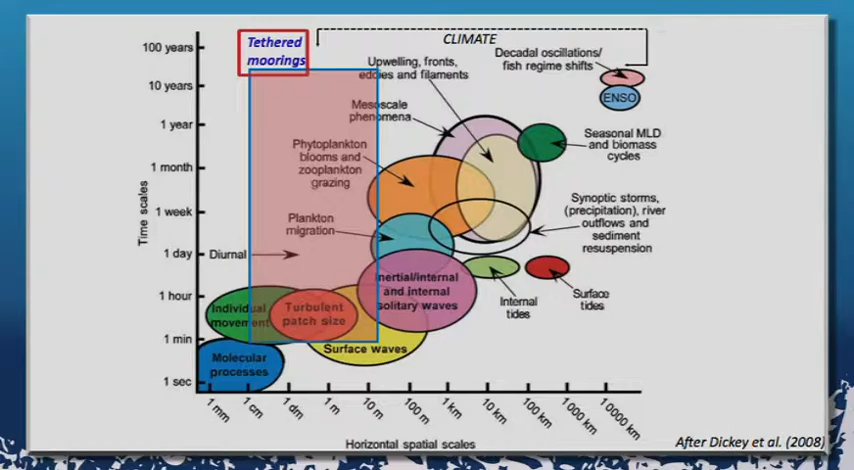 Tethered
moorings
CLIMATE
Decadal oscillations/
fish regime shifts
ENSO
Upwelling, fronts,
eddies and filaments
Mesoscale
phenomena
Seasonal MLD
and biomass
cycles
Phytoplankton
blooms and
zooplankton
grazing
Plankton
migration
Synoptic storms,
(precipitation), river
outflows and
sediment
resuspension
Diurnal
Inertial/internal
and internal
solitary waves
Internal
tides
Surface
tides
Individual
movement
Turbulent
patch size
Surface waves
Molecular
processes
Time scales
100 years
10 years
1 year
1 month
1 week
1 day
1 hour
1 min
1 sec
1 mm
1 cm
1 dm
1 m
10 m
100 m
1 km
10 km
100 km
1000 km
10 000 km
Horizontal spatial scales
After Dickey et al. (2008)